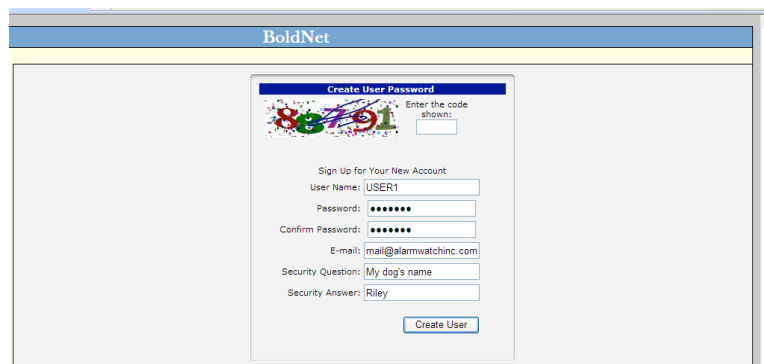 BoldNet
Create User Password
88791
Enter the code
shown:
Sign Up for Your New Account
User Name: USER1
Password: •••••••
Confirm Password: •••••••
E-mail: mail@alarmwatchinc.com
Security Question: My dog's name
Security Answer: Riley
Create User